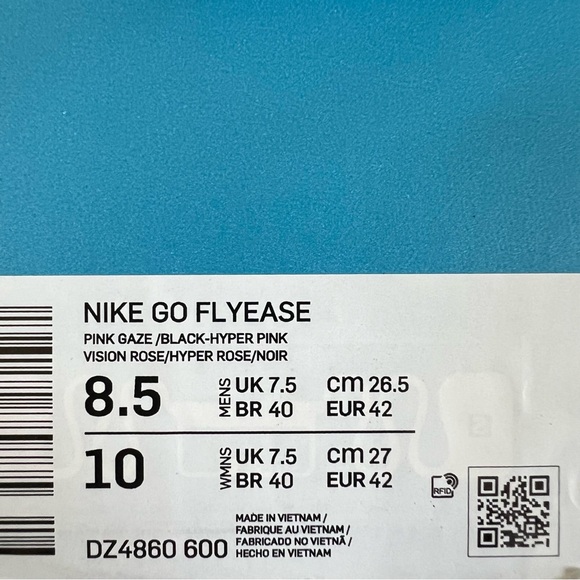 NIKE GO FLYEASE
PINK GAZE /BLACK-HYPER PINK
VISION ROSE/HYPER ROSE/NOIR
8.5 MENS UK 7.5 cm 26.5
BR 40 EUR 42
10 WMNS UK 7.5 cm 27
BR 40 EUR 42
RFID
DZ4860 600
MADE IN VIETNAM /
FABRIQUE AU VIETNAM /
FABRICADO NO VIETNÃ /
HECHO EN VIETNAM